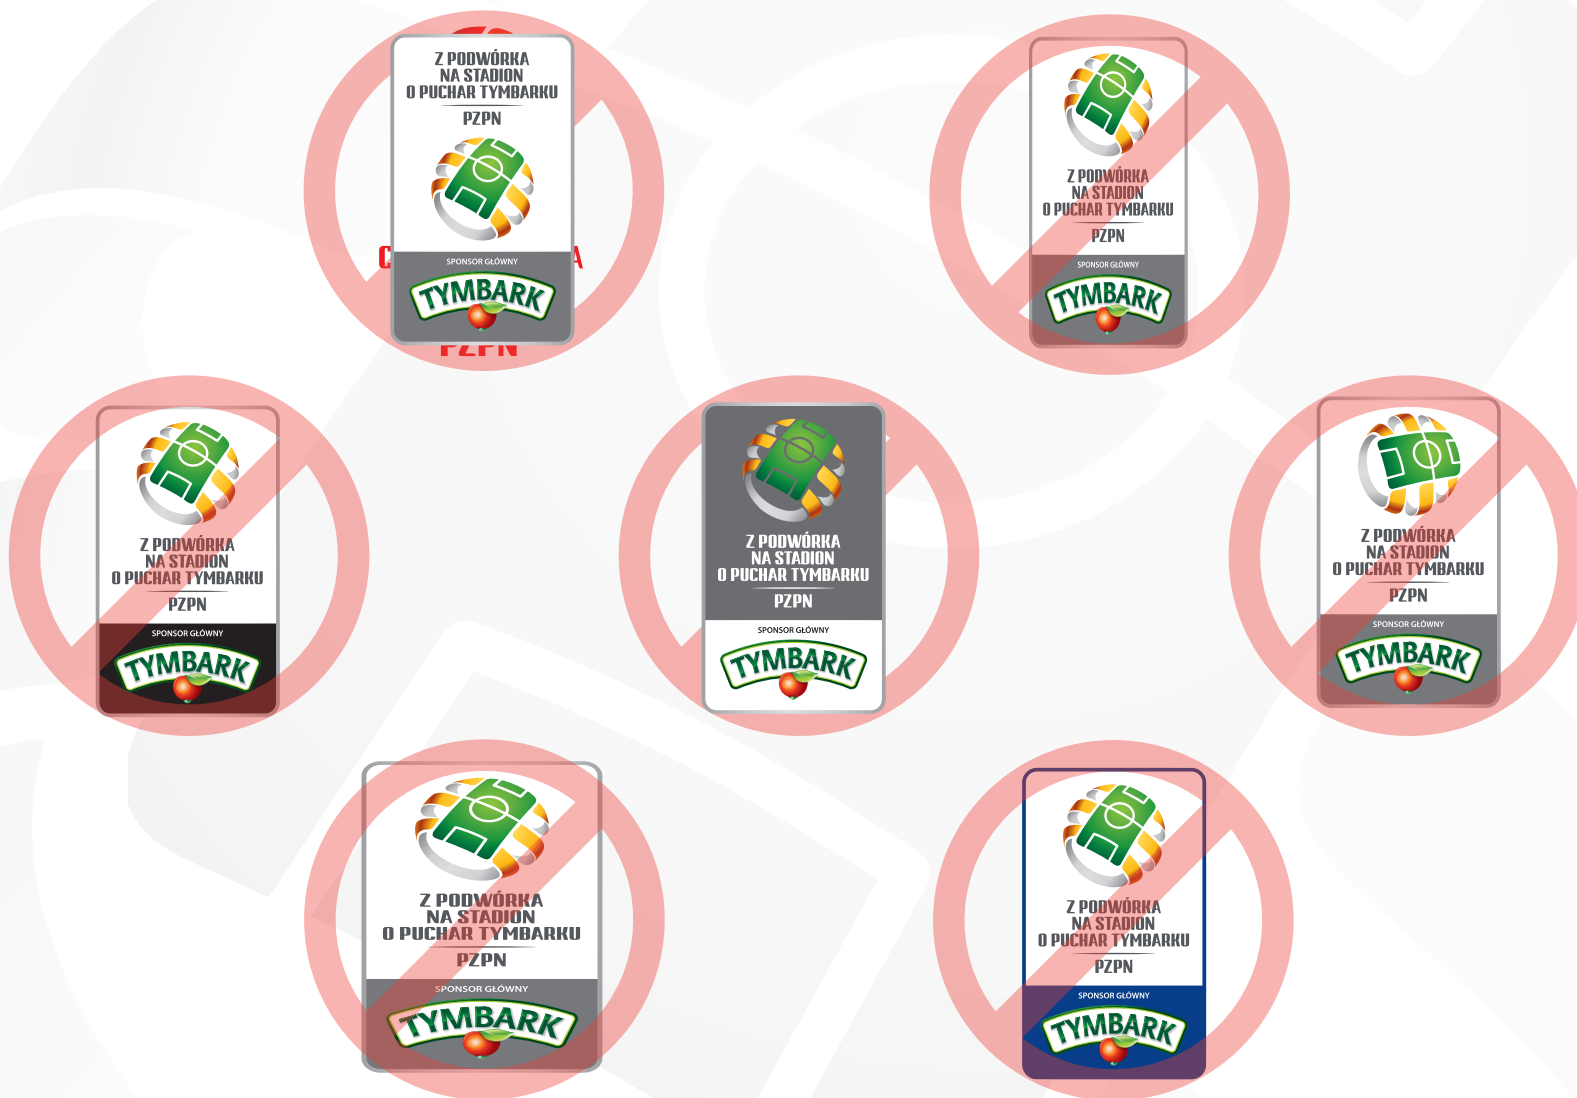 Z PODWÓRKA
NA STADION
O PUCHAR TYMBARKU
PZPN
SPONSOR GŁÓWNY
TYMBARK
PZPN
Z PODWÓRKA
NA STADION
O PUCHAR TYMBARKU
PZPN
SPONSOR GŁÓWNY
TYMBARK
Z PODWÓRKA
NA STADION
O PUCHAR TYMBARKU
PZPN
SPONSOR GŁÓWNY
TYMBARK
Z PODWÓRKA
NA STADION
O PUCHAR TYMBARKU
PZPN
SPONSOR GŁÓWNY
TYMBARK
Z PODWÓRKA
NA STADION
O PUCHAR TYMBARKU
PZPN
SPONSOR GŁÓWNY
TYMBARK
Z PODWÓRKA
NA STADION
O PUCHAR TYMBARKU
PZPN
SPONSOR GŁÓWNY
TYMBARK
Z PODWÓRKA
NA STADION
O PUCHAR TYMBARKU
PZPN
SPONSOR GŁÓWNY
TYMBARK